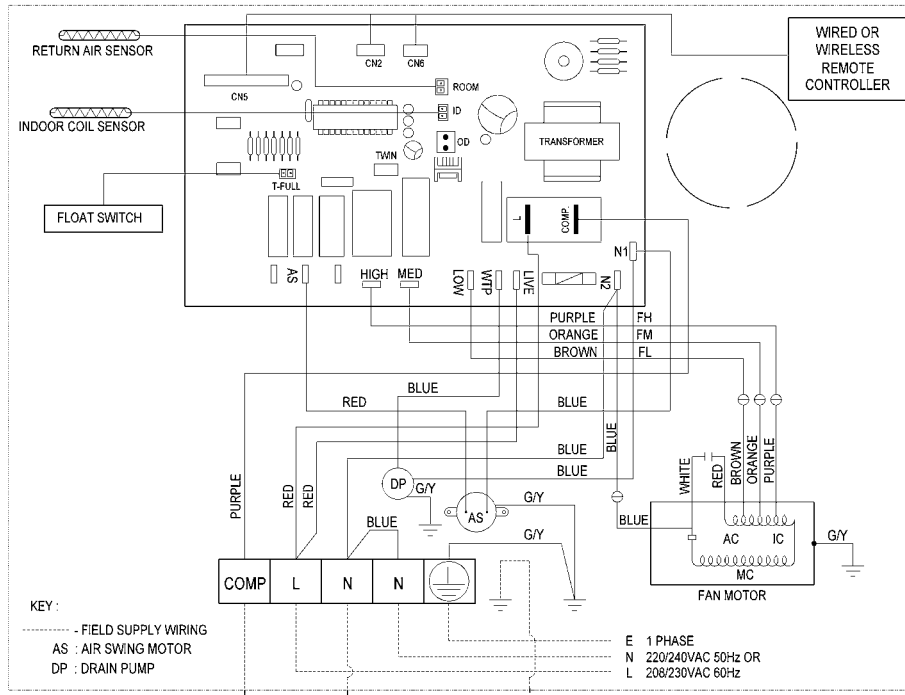 RETURN AIR SENSOR
CN2
CN6
WIRED OR
WIRELESS
REMOTE
CONTROLLER
CN5
ROOM
INDOOR COIL SENSOR
ID
OD
TRANSFORMER
TWIN
T-FULL
FLOAT SWITCH
L
COMP.
N1
AS
HIGH
MED
LOW
WTP
LIVE
N2
PURPLE FH
ORANGE FM
BROWN FL
BLUE
RED
BLUE
BLUE
BLUE
BLUE
PURPLE
RED
RED
DP
G/Y
BLUE
AS
G/Y
G/Y
WHITE
RED
BROWN
ORANGE
PURPLE
BLUE
AC
IC
MC
G/Y
FAN MOTOR
COMP
L
N
N
KEY :
- FIELD SUPPLY WIRING
AS : AIR SWING MOTOR
DP : DRAIN PUMP
E 1 PHASE
N 220/240VAC 50Hz OR
L 208/230VAC 60Hz